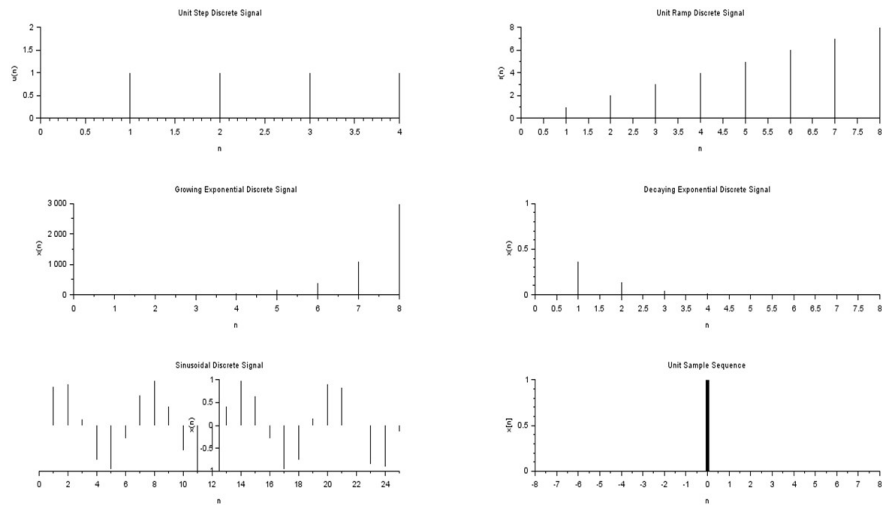 Unit Step Discrete Signal
2
1.5
1
0.5
0
u(n)
0 0.5 1 1.5 2 2.5 3 3.5 4
n
Unit Ramp Discrete Signal
8
6
4
2
0
r(n)
0 0.5 1 1.5 2 2.5 3 3.5 4 4.5 5 5.5 6 6.5 7 7.5 8
n
Growing Exponential Discrete Signal
3 000
2 000
1 000
0
x(n)
0 1 2 3 4 5 6 7 8
n
Decaying Exponential Discrete Signal
1
0.5
0
x(n)
0 0.5 1 1.5 2 2.5 3 3.5 4 4.5 5 5.5 6 6.5 7 7.5 8
n
Sinusoidal Discrete Signal
1
0.5
0
-0.5
-1
x(n)
0 2 4 6 8 10 12 14 16 18 20 22 24
n
Unit Sample Sequence
1
0.5
0
x[n]
-8 -7 -6 -5 -4 -3 -2 -1 0 1 2 3 4 5 6 7 8
n